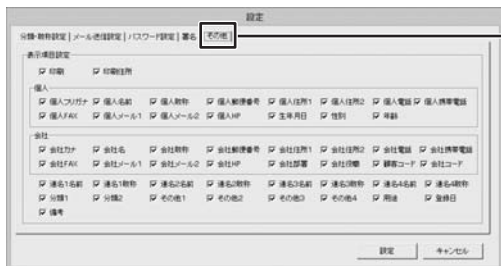 設定
分類・敬称設定 | メール送信設定 | パスワード設定 | 署名 | その他
表示項目設定
印刷 印刷住所
個人
個人フリガナ 個人名前 個人敬称 個人郵便番号 個人住所1 個人住所2 個人電話 個人携帯電話
個人FAX 個人メール1 個人メール2 個人HP 生年月日 性別 年齢
会社
会社カナ 会社名 会社敬称 会社郵便番号 会社住所1 会社住所2 会社電話 会社携帯電話
会社FAX 会社メール1 会社メール2 会社HP 会社部署 会社役職 顧客コード 会社コード
連名1名前 連名1敬称 連名2名前 連名2敬称 連名3名前 連名3敬称 連名4名前 連名4敬称
分類1 分類2 その他1 その他2 その他3 その他4 用途 登録日
備考
設定 キャンセル